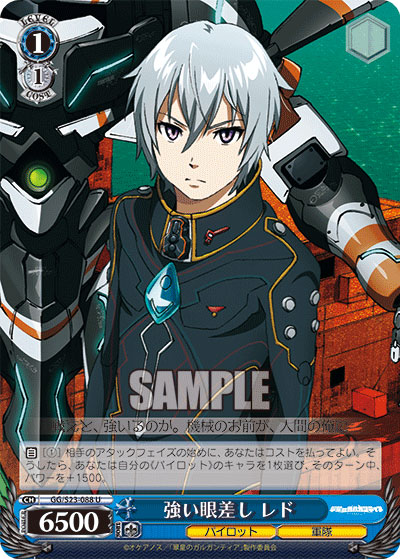 LEVEL
1
1
COST
SAMPLE
強いのか。機械のお前が、人間の俺
【①】 相手のアタックフェイズの始めに、あなたはコストを払ってよい。そ
うしたら、あなたは自分の《パイロット》のキャラを1枚選び、そのターン中、
パワーを+1500。
GG/S23-088 U
6500
強い眼差し レド
パイロット
軍隊
©オケアノス/「翠星のガルガンティア」製作委員会